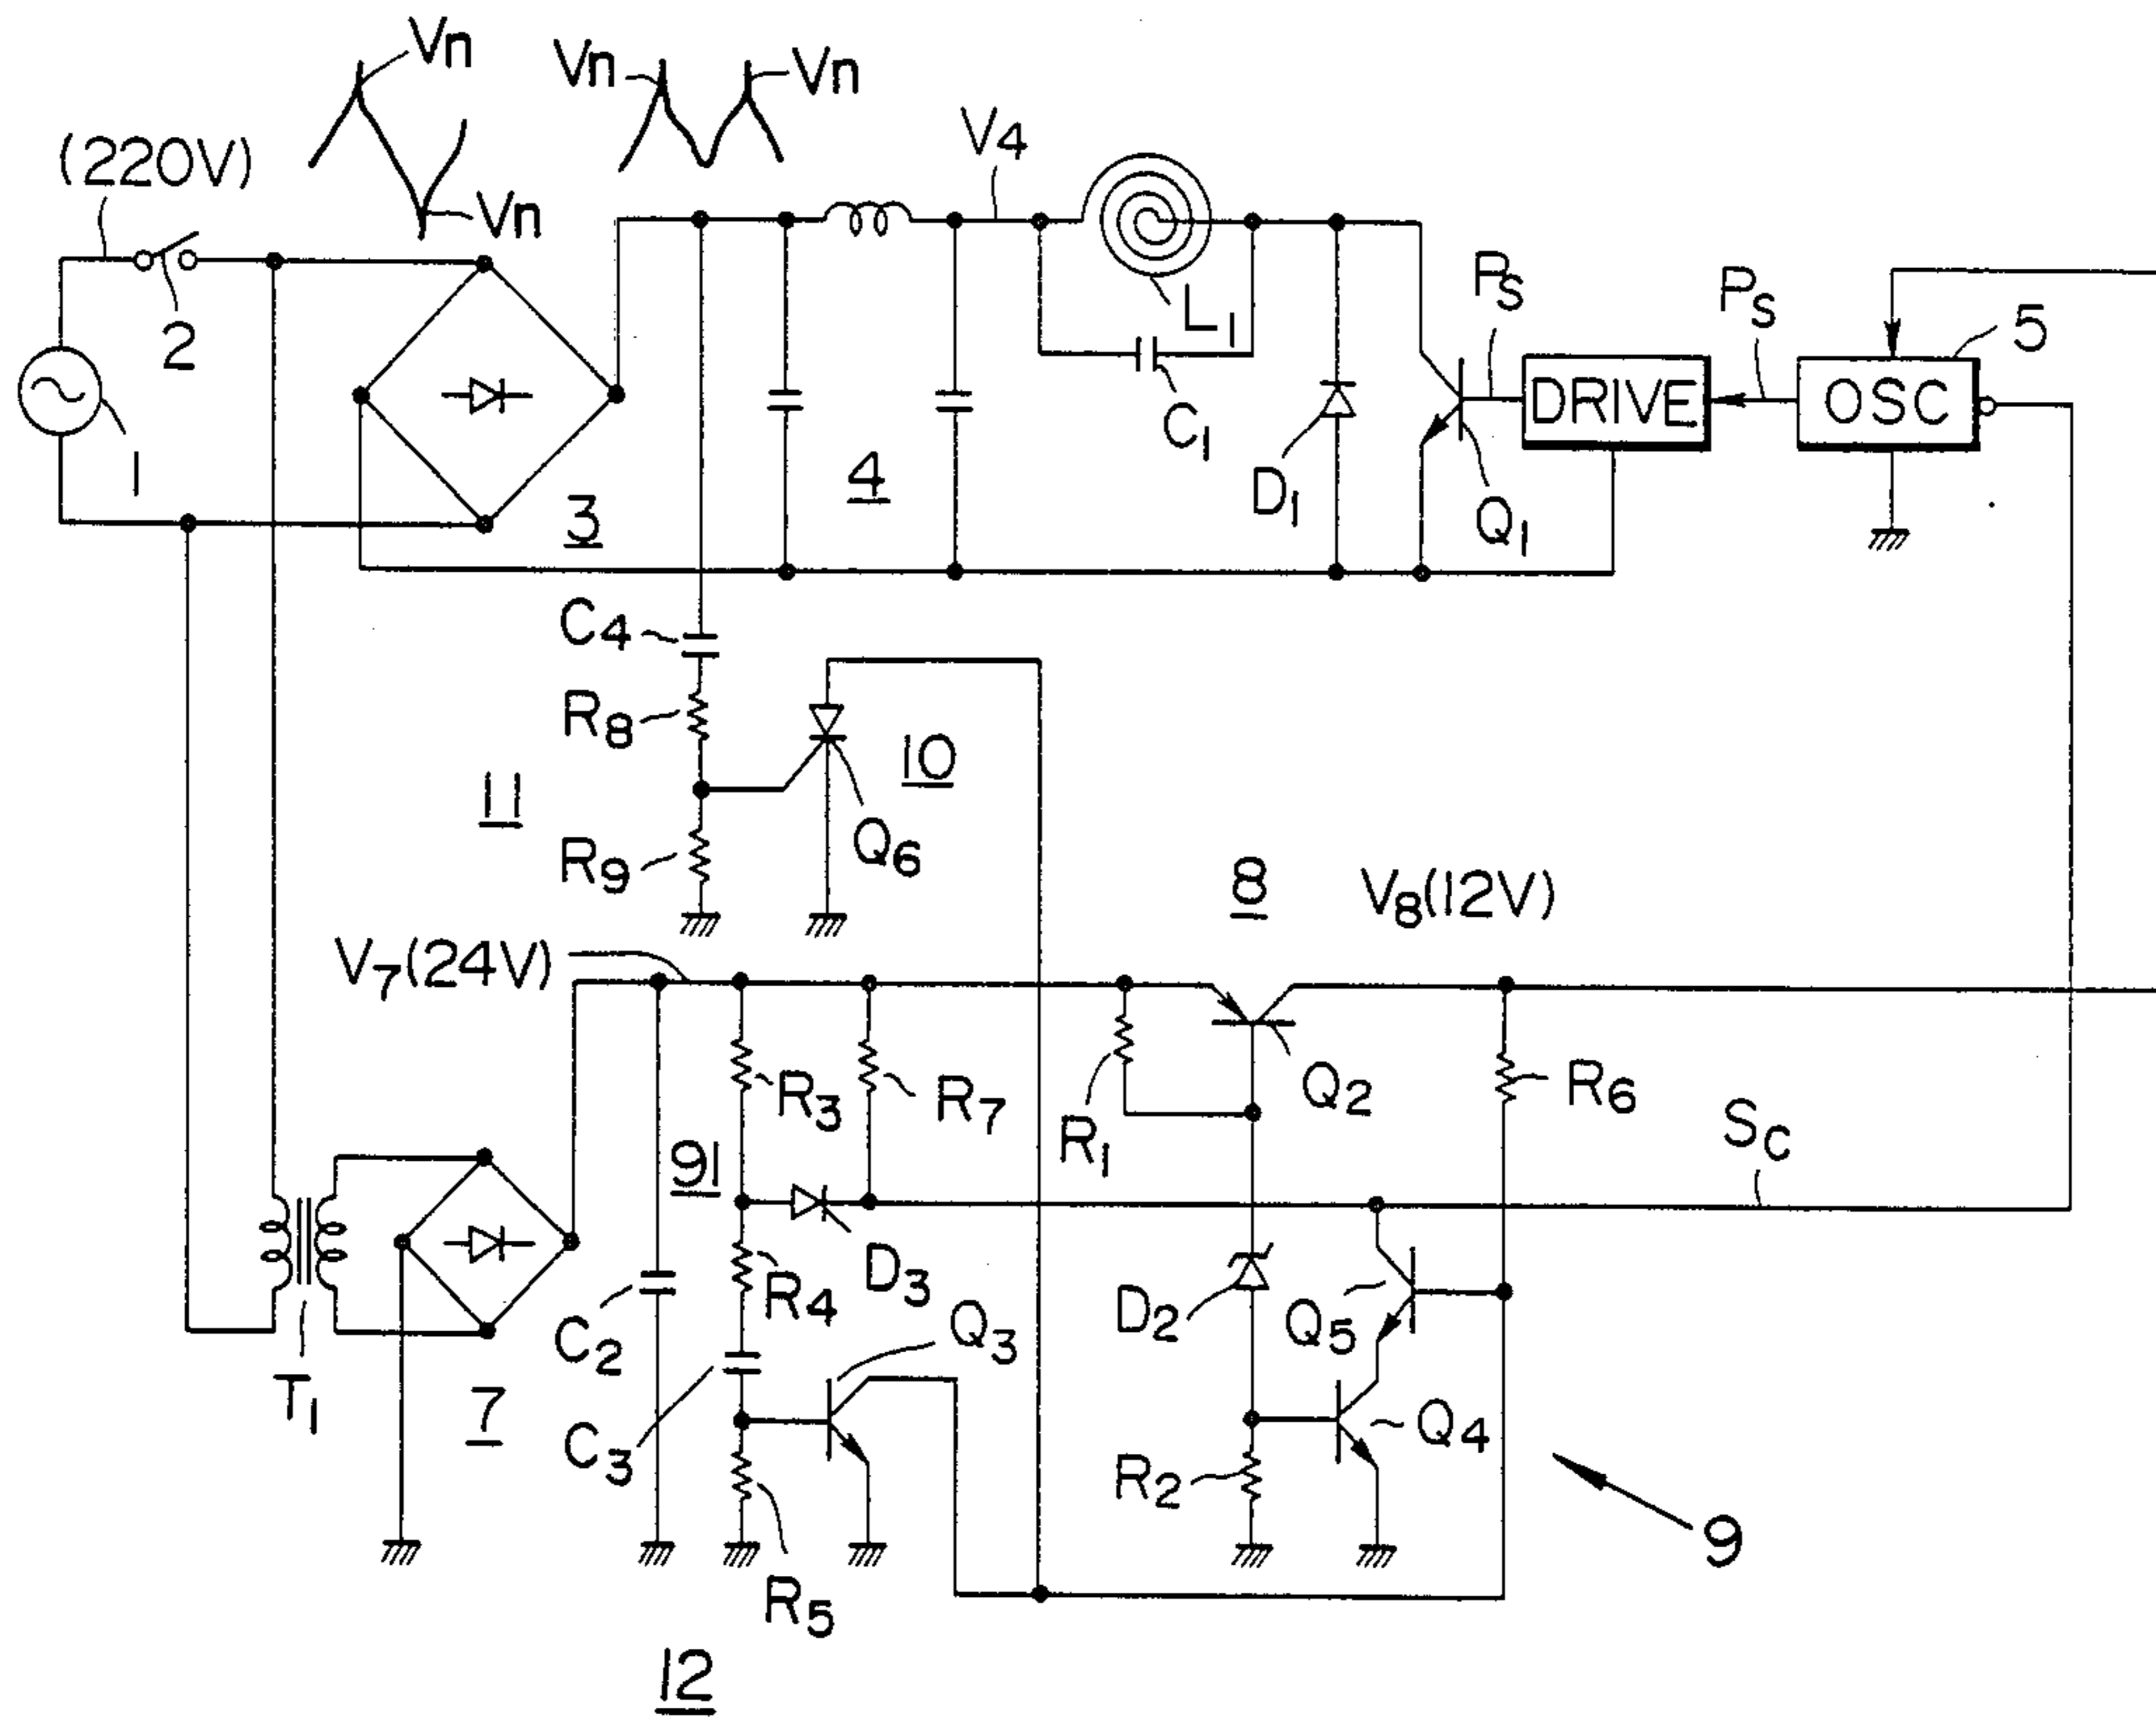 Vn
Vn
Vn
Vn
(220V)
V4
2
L1
PS
PS
5
DRIVE
OSC
C1
1
4
D1
3
Q1
C4
R8
10
11
Q6
R9
8
V8(12V)
V7(24V)
R3
R7
Q2
R6
R1
SC
91
D3
R4
D2
Q5
Q3
C2
T1
7
C3
Q4
R2
9
R5
12